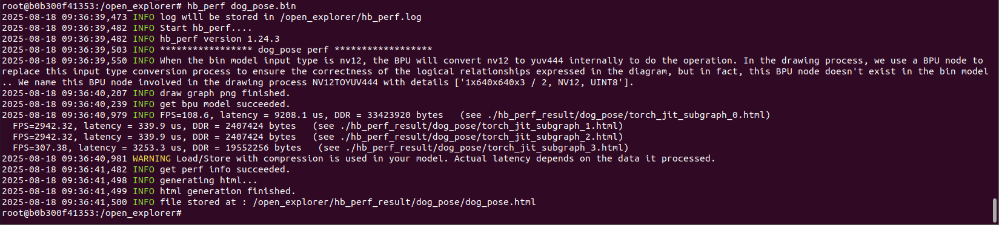 root@b0b300f41353:/open_explorer# hb_perf dog_pose.bin
2025-08-18 09:36:39,473 INFO log will be stored in /open_explorer/hb_perf.log
2025-08-18 09:36:39,482 INFO Start hb_perf....
2025-08-18 09:36:39,482 INFO hb_perf version 1.24.3
2025-08-18 09:36:39,503 INFO ***************** dog_pose perf ******************
2025-08-18 09:36:39,550 INFO When the bin model input type is nv12, the BPU will convert nv12 to yuv444 internally to do the operation. In the drawing process, we use a BPU node to
replace this input type conversion process to ensure the correctness of the logical relationships expressed in the diagram, but in fact, this BPU node doesn't exist in the bin model
.. We name this BPU node involved in the drawing process NV12TOYUV444 with details ['1x640x640x3 / 2, NV12, UINT8'].
2025-08-18 09:36:40,207 INFO draw graph png finished.
2025-08-18 09:36:40,239 INFO get bpu model succeeded.
2025-08-18 09:36:40,979 INFO FPS=108.6, latency = 9208.1 us, DDR = 33423920 bytes   (see ./hb_perf_result/dog_pose/torch_jit_subgraph_0.html)
  FPS=2942.32, latency = 339.9 us, DDR = 2407424 bytes   (see ./hb_perf_result/dog_pose/torch_jit_subgraph_1.html)
  FPS=2942.32, latency = 339.9 us, DDR = 2407424 bytes   (see ./hb_perf_result/dog_pose/torch_jit_subgraph_2.html)
  FPS=307.38, latency = 3253.3 us, DDR = 19552256 bytes   (see ./hb_perf_result/dog_pose/torch_jit_subgraph_3.html)
2025-08-18 09:36:40,981 WARNING Load/Store with compression is used in your model. Actual latency depends on the data it processed.
2025-08-18 09:36:41,482 INFO get perf info succeeded.
2025-08-18 09:36:41,498 INFO generating html...
2025-08-18 09:36:41,499 INFO html generation finished.
2025-08-18 09:36:41,500 INFO file stored at : /open_explorer/hb_perf_result/dog_pose/dog_pose.html
root@b0b300f41353:/open_explorer#